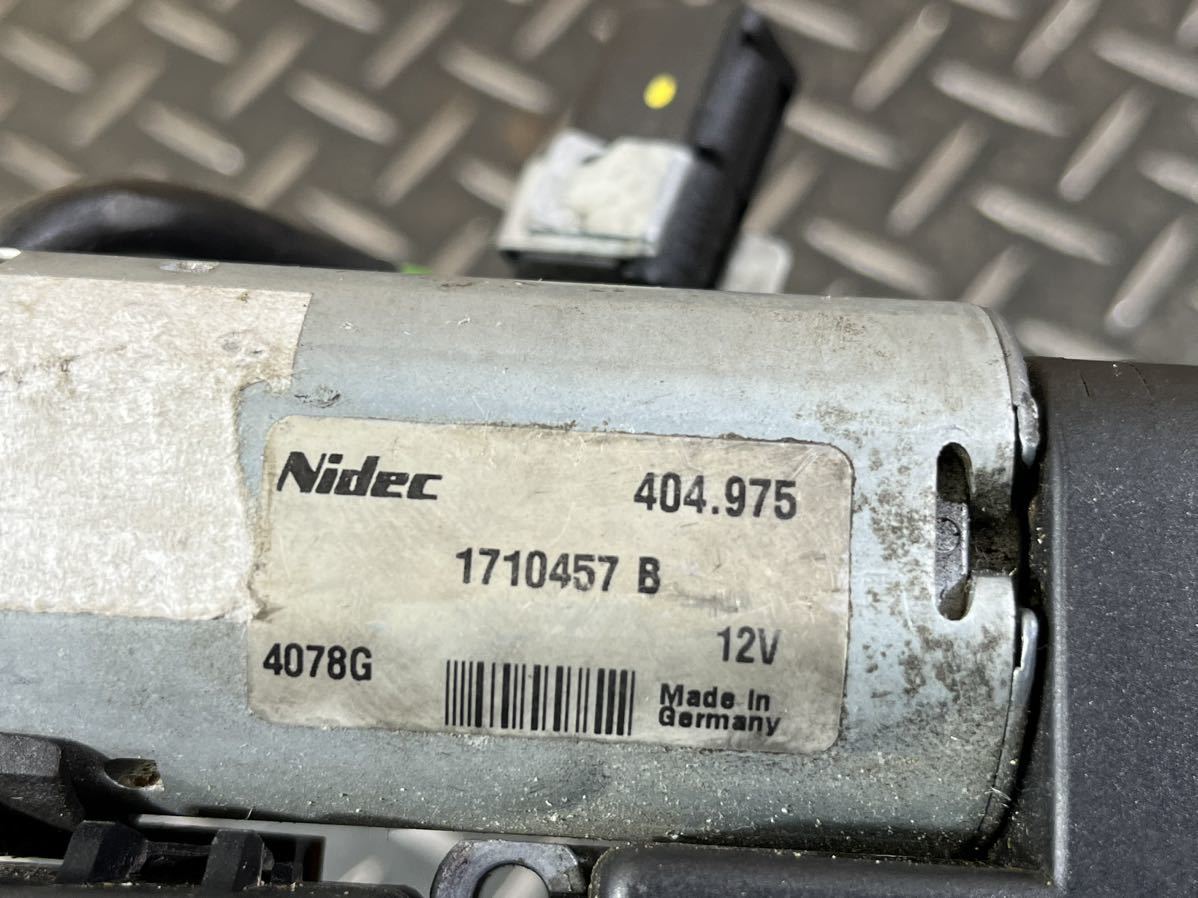 Nidec 404.975
1710457 B
4078G 12V
Made In
Germany